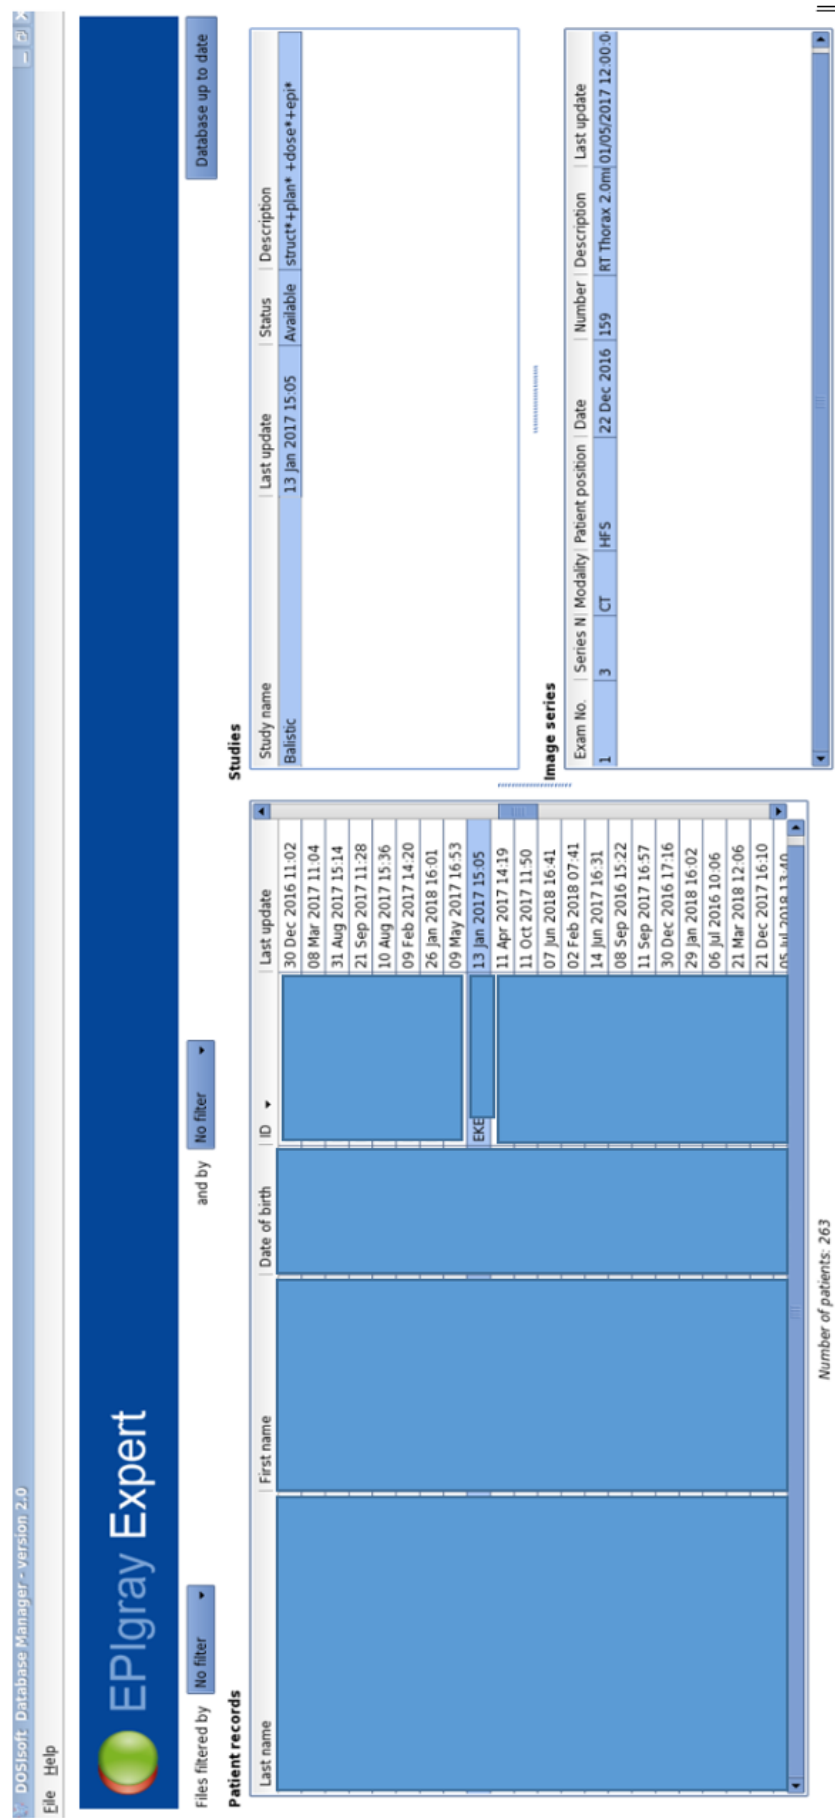 DOSIsoft Database Manager - version 2.0
File Help
EPIgray Expert
Files filtered by No filter and by No filter Database up to date
Patient records
Last name First name Date of birth ID Last update
30 Dec 2016 11:02
08 Mar 2017 11:04
31 Aug 2017 15:14
21 Sep 2017 11:28
10 Aug 2017 15:36
09 Feb 2017 14:20
26 Jan 2018 16:01
09 May 2017 16:53
EKE 13 Jan 2017 15:05
11 Apr 2017 14:19
11 Oct 2017 11:50
07 Jun 2018 16:41
02 Feb 2018 07:41
14 Jun 2017 16:31
08 Sep 2016 15:22
11 Sep 2017 16:57
30 Dec 2016 17:16
29 Jan 2018 16:02
06 Jul 2016 10:06
21 Mar 2018 12:06
21 Dec 2017 16:10
05 Jul 2018 13:40
Number of patients: 263
Studies
Study name Last update Status Description
Balistic 13 Jan 2017 15:05 Available struct*+plan* +dose*+epi*
Image series
Exam No. Series N Modality Patient position Date Number Description Last update
1 3 CT HFS 22 Dec 2016 159 RT Thorax 2.0m 01/05/2017 12:00:0